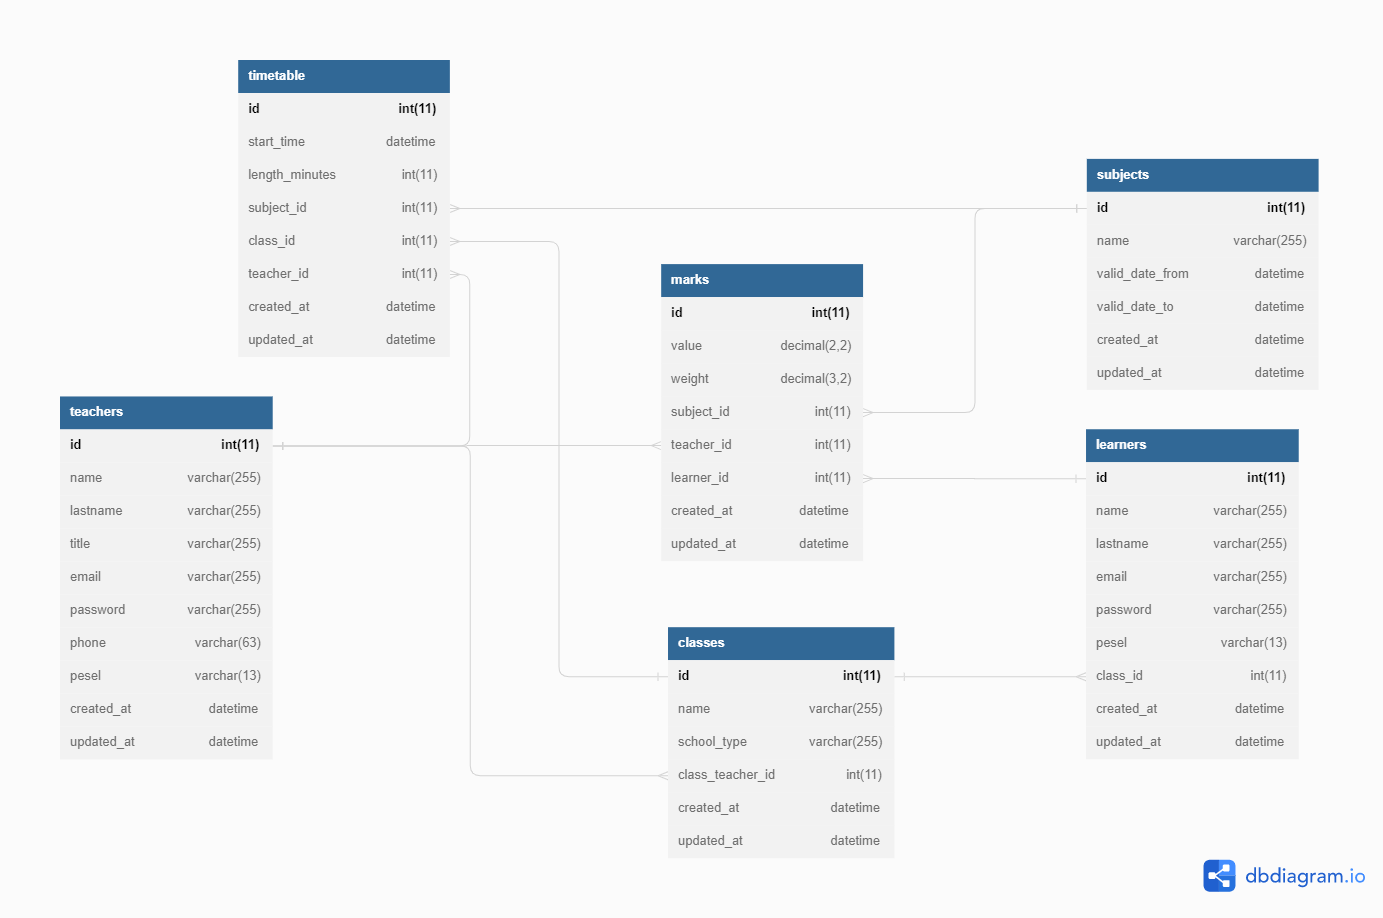 timetable
id int(11)
start_time datetime
length_minutes int(11)
subject_id int(11)
class_id int(11)
teacher_id int(11)
created_at datetime
updated_at datetime
subjects
id int(11)
name varchar(255)
valid_date_from datetime
valid_date_to datetime
created_at datetime
updated_at datetime
marks
id int(11)
value decimal(2,2)
weight decimal(3,2)
subject_id int(11)
teacher_id int(11)
learner_id int(11)
created_at datetime
updated_at datetime
teachers
id int(11)
name varchar(255)
lastname varchar(255)
title varchar(255)
email varchar(255)
password varchar(255)
phone varchar(63)
pesel varchar(13)
created_at datetime
updated_at datetime
learners
id int(11)
name varchar(255)
lastname varchar(255)
email varchar(255)
password varchar(255)
pesel varchar(13)
class_id int(11)
created_at datetime
updated_at datetime
classes
id int(11)
name varchar(255)
school_type varchar(255)
class_teacher_id int(11)
created_at datetime
updated_at datetime
dbdiagram.io